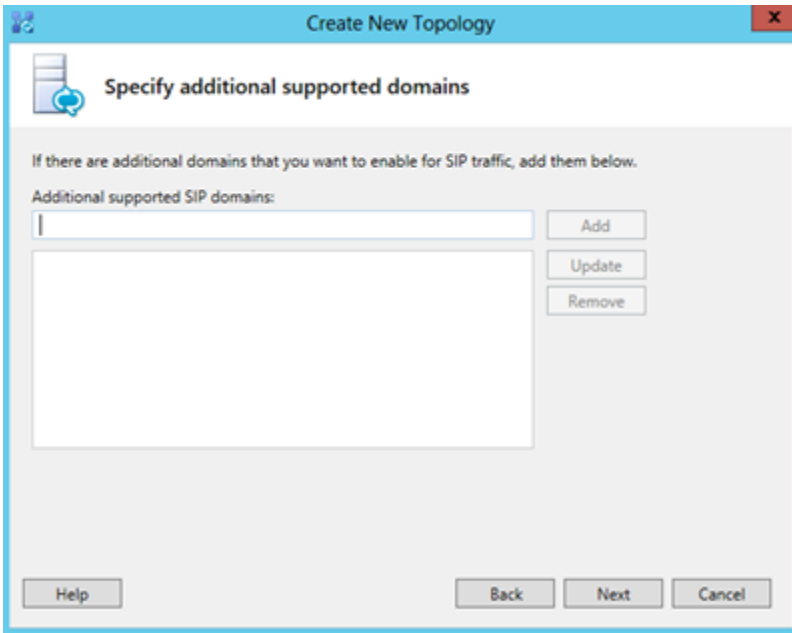 Create New Topology
x
Specify additional supported domains
If there are additional domains that you want to enable for SIP traffic, add them below.
Additional supported SIP domains:
Add
Update
Remove
Help
Back
Next
Cancel